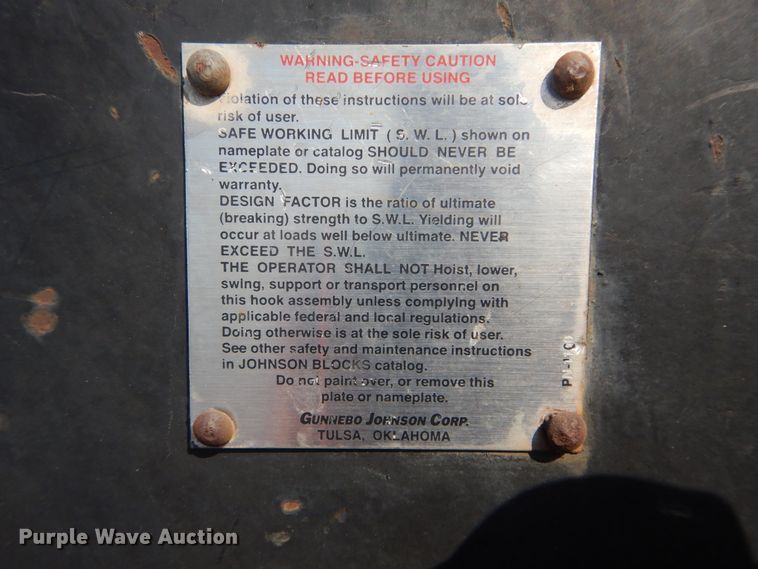 WARNING-SAFETY CAUTION
READ BEFORE USING
Violation of these instructions will be at sole
risk of user.
SAFE WORKING LIMIT ( S. W. L. ) shown on
nameplate or catalog SHOULD NEVER BE
EXCEEDED. Doing so will permanently void
warranty.
DESIGN FACTOR is the ratio of ultimate
(breaking) strength to S.W.L. Yielding will
occur at loads well below ultimate. NEVER
EXCEED THE S.W.L.
THE OPERATOR SHALL NOT Hoist, lower,
swing, support or transport personnel on
this hook assembly unless complying with
applicable federal and local regulations.
Doing otherwise is at the sole risk of user.
See other safety and maintenance instructions
in JOHNSON BLOCKS catalog.
Do not paint over, or remove this
plate or nameplate.
GUNNEBO JOHNSON CORP.
TULSA, OKLAHOMA
Purple Wave Auction